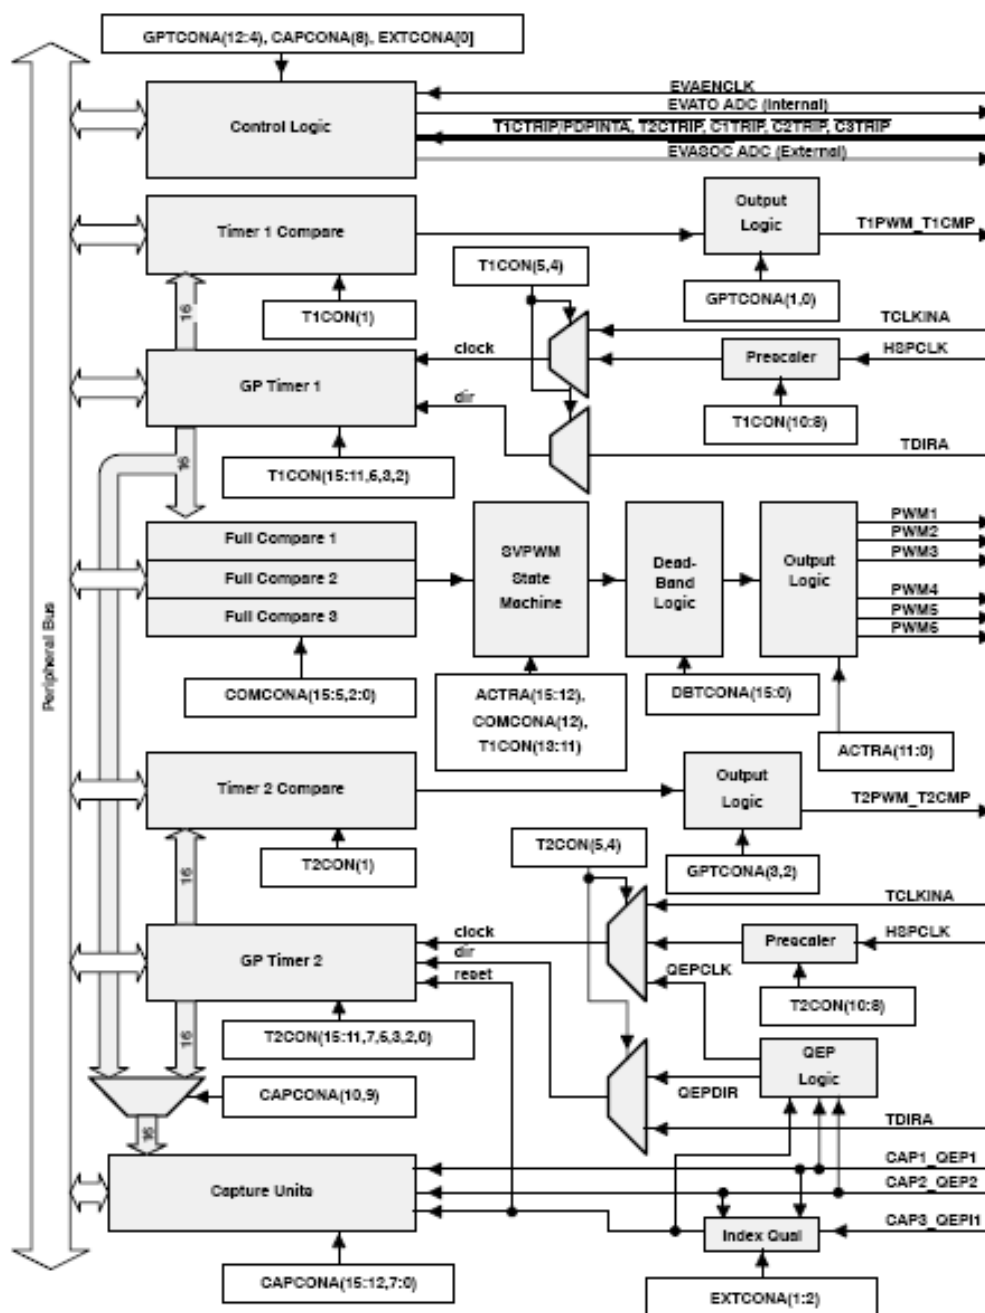 GPTCONA(12:4), CAPCONA(8), EXTCONA[0]
Control Logic
EVAENCLK
EVATO ADC (Internal)
T1CTRIP/PDPINTA, T2CTRIP, C1TRIP, C2TRIP, C3TRIP
EVASOC ADC (External)
Timer 1 Compare
Output
Logic
T1PWM_T1CMP
T1CON(5,4)
GPTCONA(1,0)
16
T1CON(1)
TCLKINA
clock
Prescaler
HSPCLK
GP Timer 1
dir
T1CON(10:8)
16
T1CON(15:11,6,3,2)
TDIRA
Full Compare 1
Full Compare 2
Full Compare 3
SVPWM
State
Machine
Dead-
Band
Logic
Output
Logic
PWM1
PWM2
PWM3
PWM4
PWM5
PWM6
Peripheral Bus
COMCONA(15:5,2:0)
ACTRA(15:12),
COMCONA(12),
T1CON(13:11)
DBTCONA(15:0)
ACTRA(11:0)
Timer 2 Compare
Output
Logic
T2PWM_T2CMP
T2CON(5,4)
T2CON(1)
GPTCONA(3,2)
16
TCLKINA
clock
Prescaler
HSPCLK
GP Timer 2
dir
reset
QEPCLK
T2CON(10:8)
16
T2CON(15:11,7,6,3,2,0)
QEP
Logic
QEPDIR
CAPCONA(10,9)
TDIRA
16
CAP1_QEP1
Capture Units
CAP2_QEP2
Index Qual
CAP3_QEPI1
CAPCONA(15:12,7:0)
EXTCONA(1:2)